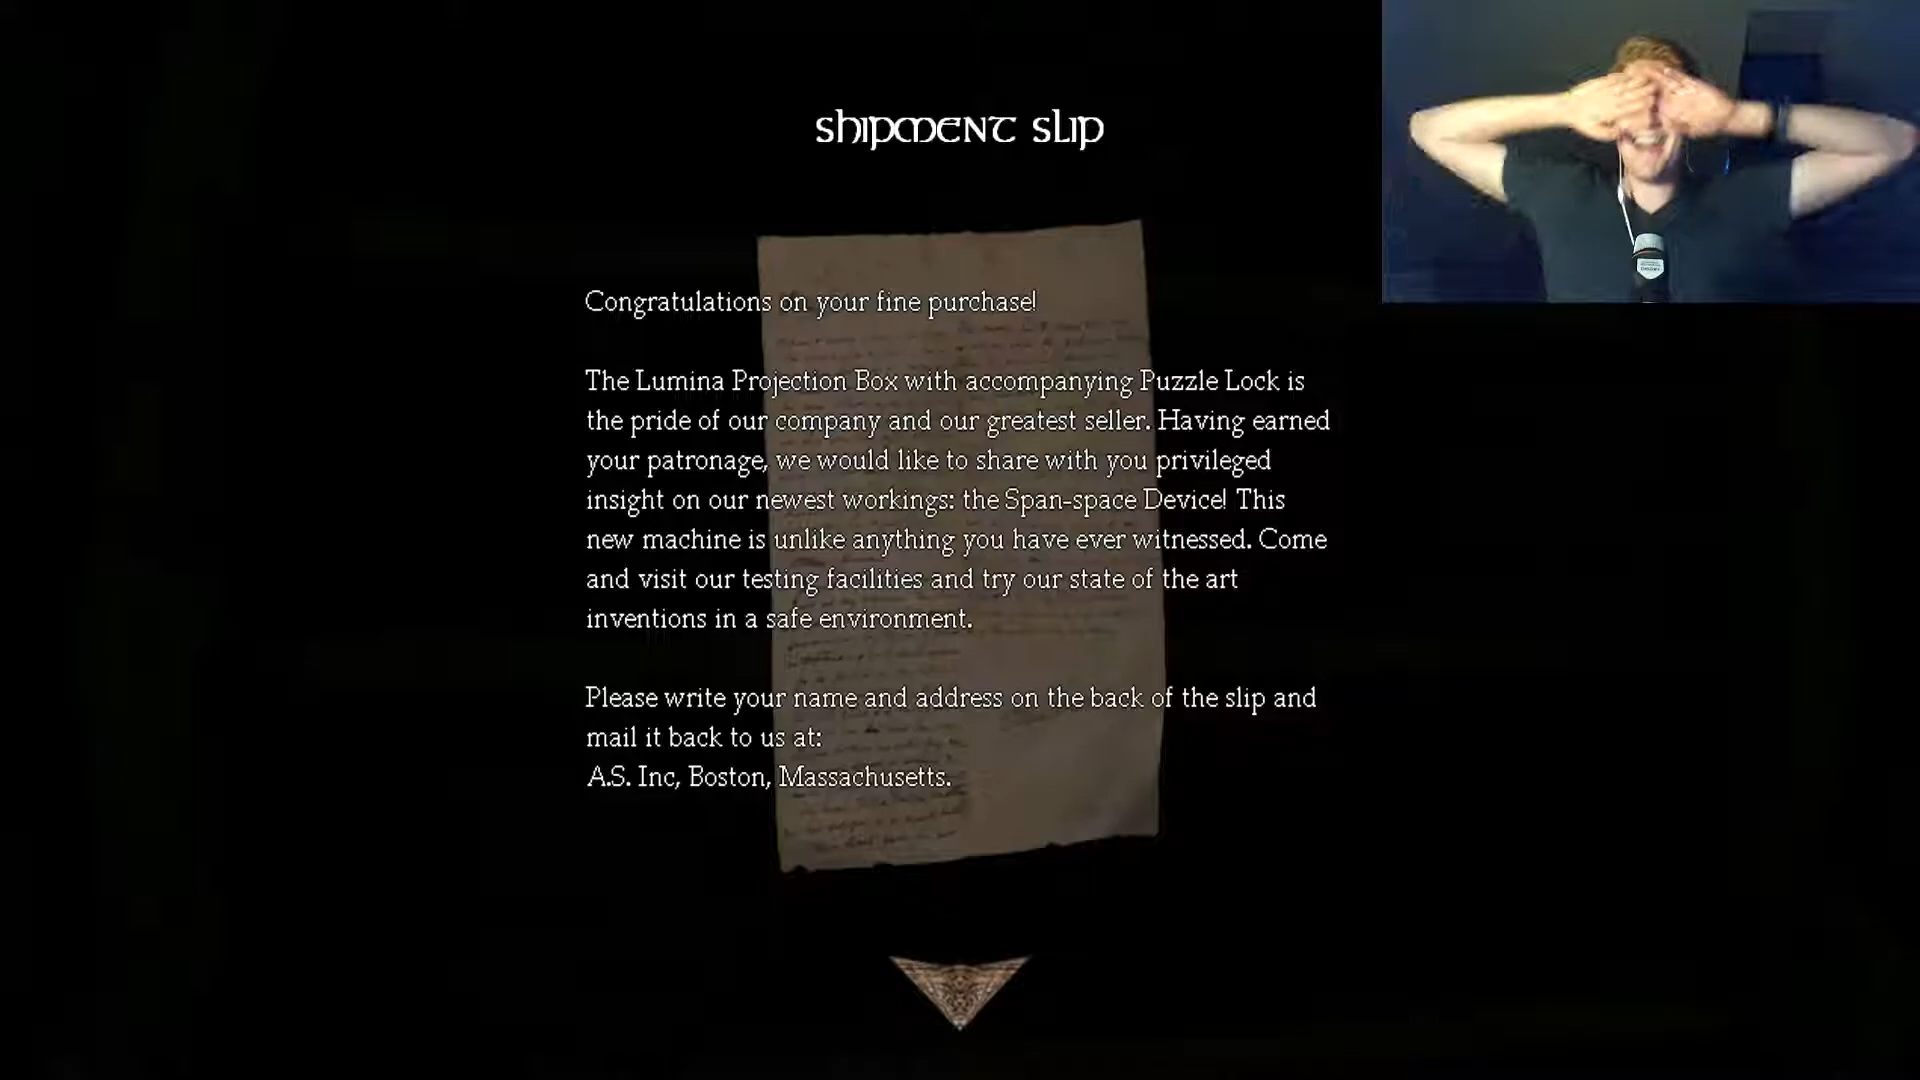 Shipment Slip
Congratulations on your fine purchase!
The Lumina Projection Box with accompanying Puzzle Lock is
the pride of our company and our greatest seller. Having earned
your patronage, we would like to share with you privileged
insight on our newest workings: the Span-space Device! This
new machine is unlike anything you have ever witnessed. Come
and visit our testing facilities and try our state of the art
inventions in a safe environment.
Please write your name and address on the back of the slip and
mail it back to us at:
A.S. Inc, Boston, Massachusetts.